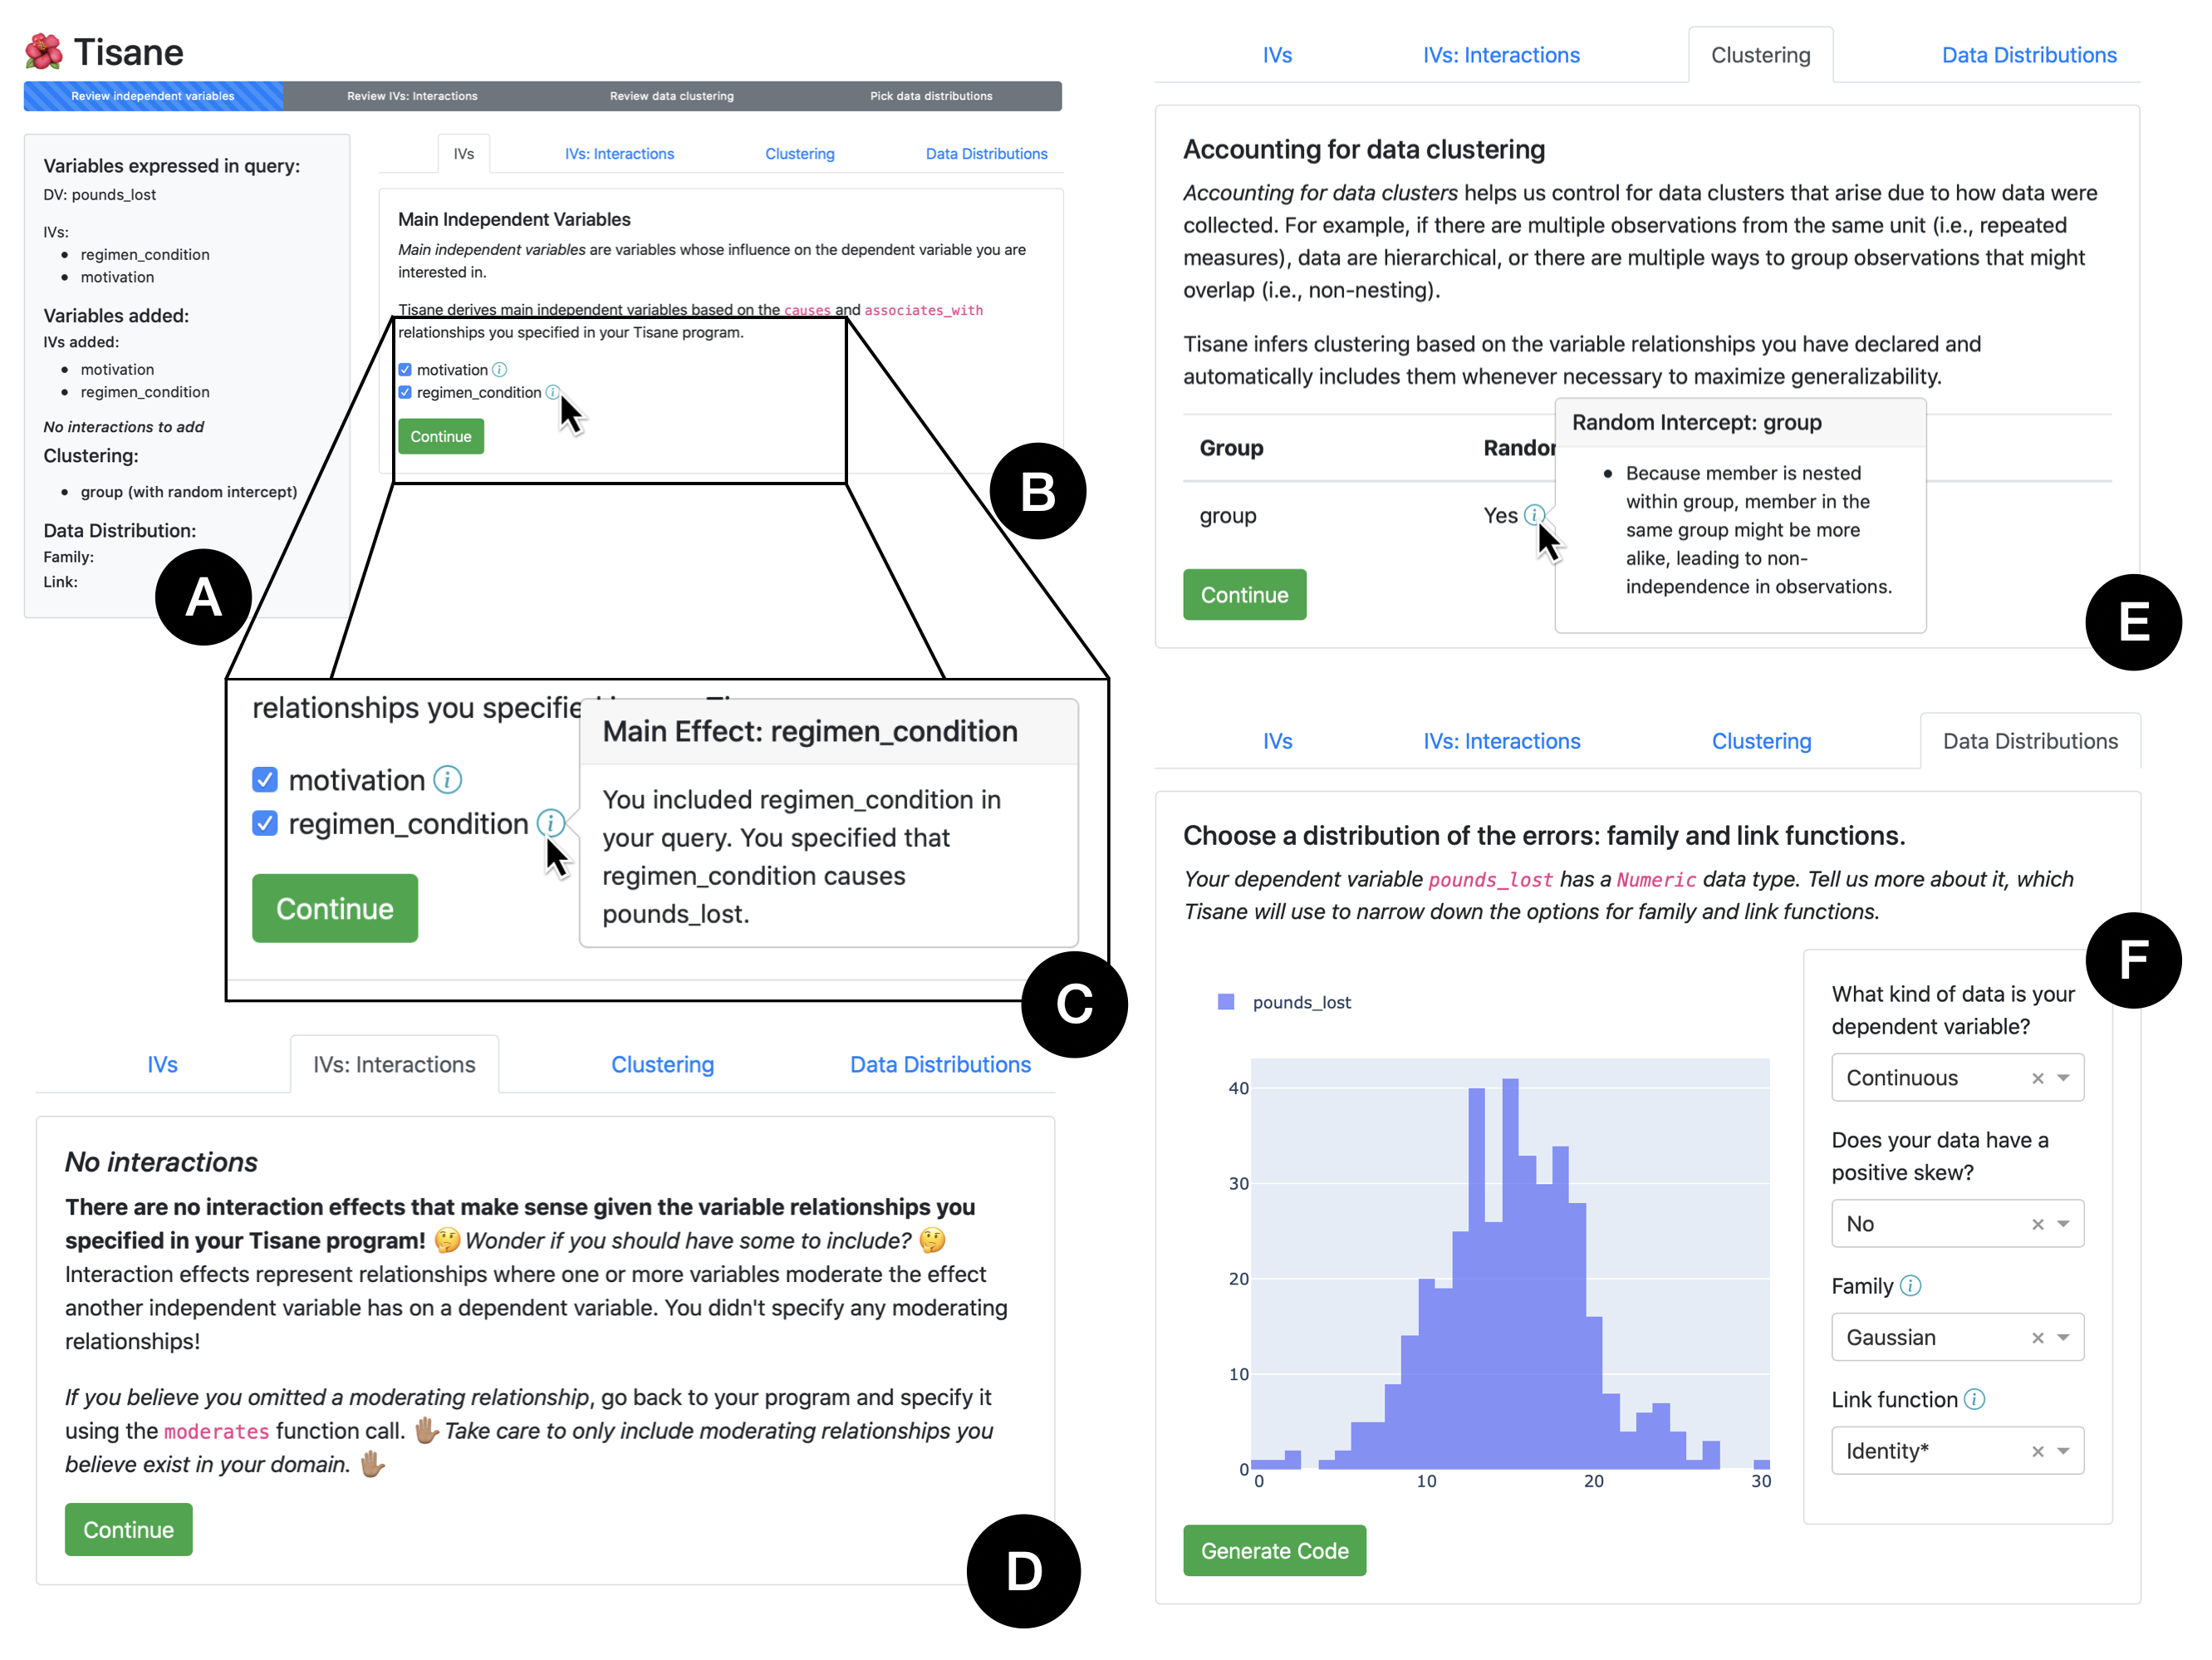 Tisane
Review independent variables
Review IVs: Interactions
Review data clustering
Pick data distributions
Variables expressed in query:
DV: pounds_lost
IVs:
regimen_condition
motivation
Variables added:
IVs added:
motivation
regimen_condition
No interactions to add
Clustering:
group (with random intercept)
Data Distribution:
Family:
Link:
A
IVs
IVs: Interactions
Clustering
Data Distributions
Main Independent Variables
Main independent variables are variables whose influence on the dependent variable you are
interested in.
Tisane derives main independent variables based on the causes and associates_with
relationships you specified in your Tisane program.
motivation
regimen_condition
Continue
B
relationships you specifie
motivation
regimen_condition
Continue
Main Effect: regimen_condition
You included regimen_condition in
your query. You specified that
regimen_condition causes
pounds_lost.
C
IVs
IVs: Interactions
Clustering
Data Distributions
No interactions
There are no interaction effects that make sense given the variable relationships you
specified in your Tisane program! 🤔 Wonder if you should have some to include? 🤔
Interaction effects represent relationships where one or more variables moderate the effect
another independent variable has on a dependent variable. You didn't specify any moderating
relationships!
If you believe you omitted a moderating relationship, go back to your program and specify it
using the moderates function call. 🤚🏽 Take care to only include moderating relationships you
believe exist in your domain. 🤚🏽
Continue
D
IVs
IVs: Interactions
Clustering
Data Distributions
Accounting for data clustering
Accounting for data clusters helps us control for data clusters that arise due to how data were
collected. For example, if there are multiple observations from the same unit (i.e., repeated
measures), data are hierarchical, or there are multiple ways to group observations that might
overlap (i.e., non-nesting).
Tisane infers clustering based on the variable relationships you have declared and
automatically includes them whenever necessary to maximize generalizability.
Group
Randor
group
Yes
Random Intercept: group
Because member is nested
within group, member in the
same group might be more
alike, leading to non-
independence in observations.
Continue
E
IVs
IVs: Interactions
Clustering
Data Distributions
Choose a distribution of the errors: family and link functions.
Your dependent variable pounds_lost has a Numeric data type. Tell us more about it, which
Tisane will use to narrow down the options for family and link functions.
pounds_lost
40
30
20
10
0
0
10
20
30
What kind of data is your
dependent variable?
Continuous
Does your data have a
positive skew?
No
Family
Gaussian
Link function
Identity*
Generate Code
F